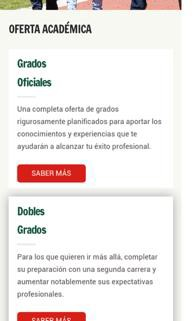 OFERTA ACADÉMICA
Grados
Oficiales
Una completa oferta de grados
rigurosamente planificados para aportar los
conocimientos y experiencias que te
ayudarán a alcanzar tu éxito profesional.
SABER MÁS
Dobles
Grados
Para los que quieren ir más allá, completar
su preparación con una segunda carrera y
aumentar notablemente sus expectativas
profesionales.
SABER MÁS